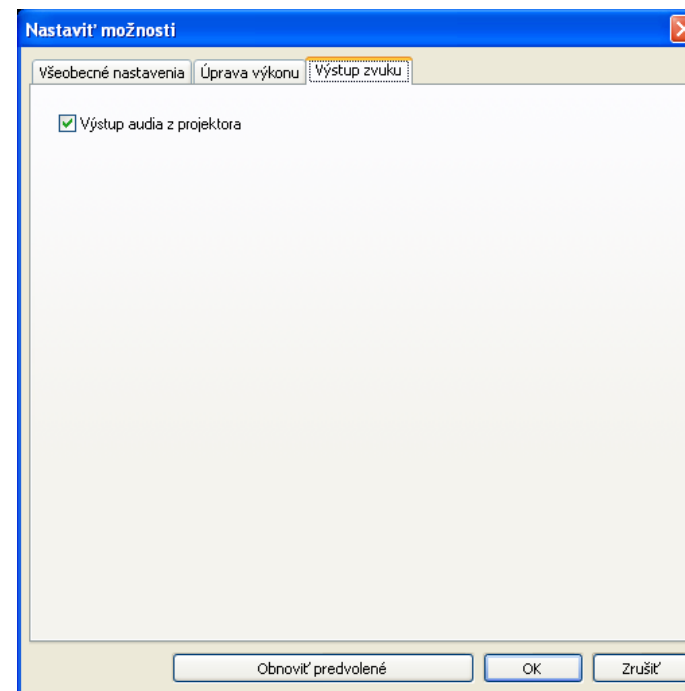 Nastaviť možnosti
Všeobecné nastavenia Úprava výkonu Výstup zvuku
Výstup audia z projektora
Obnoviť predvolené OK Zrušiť